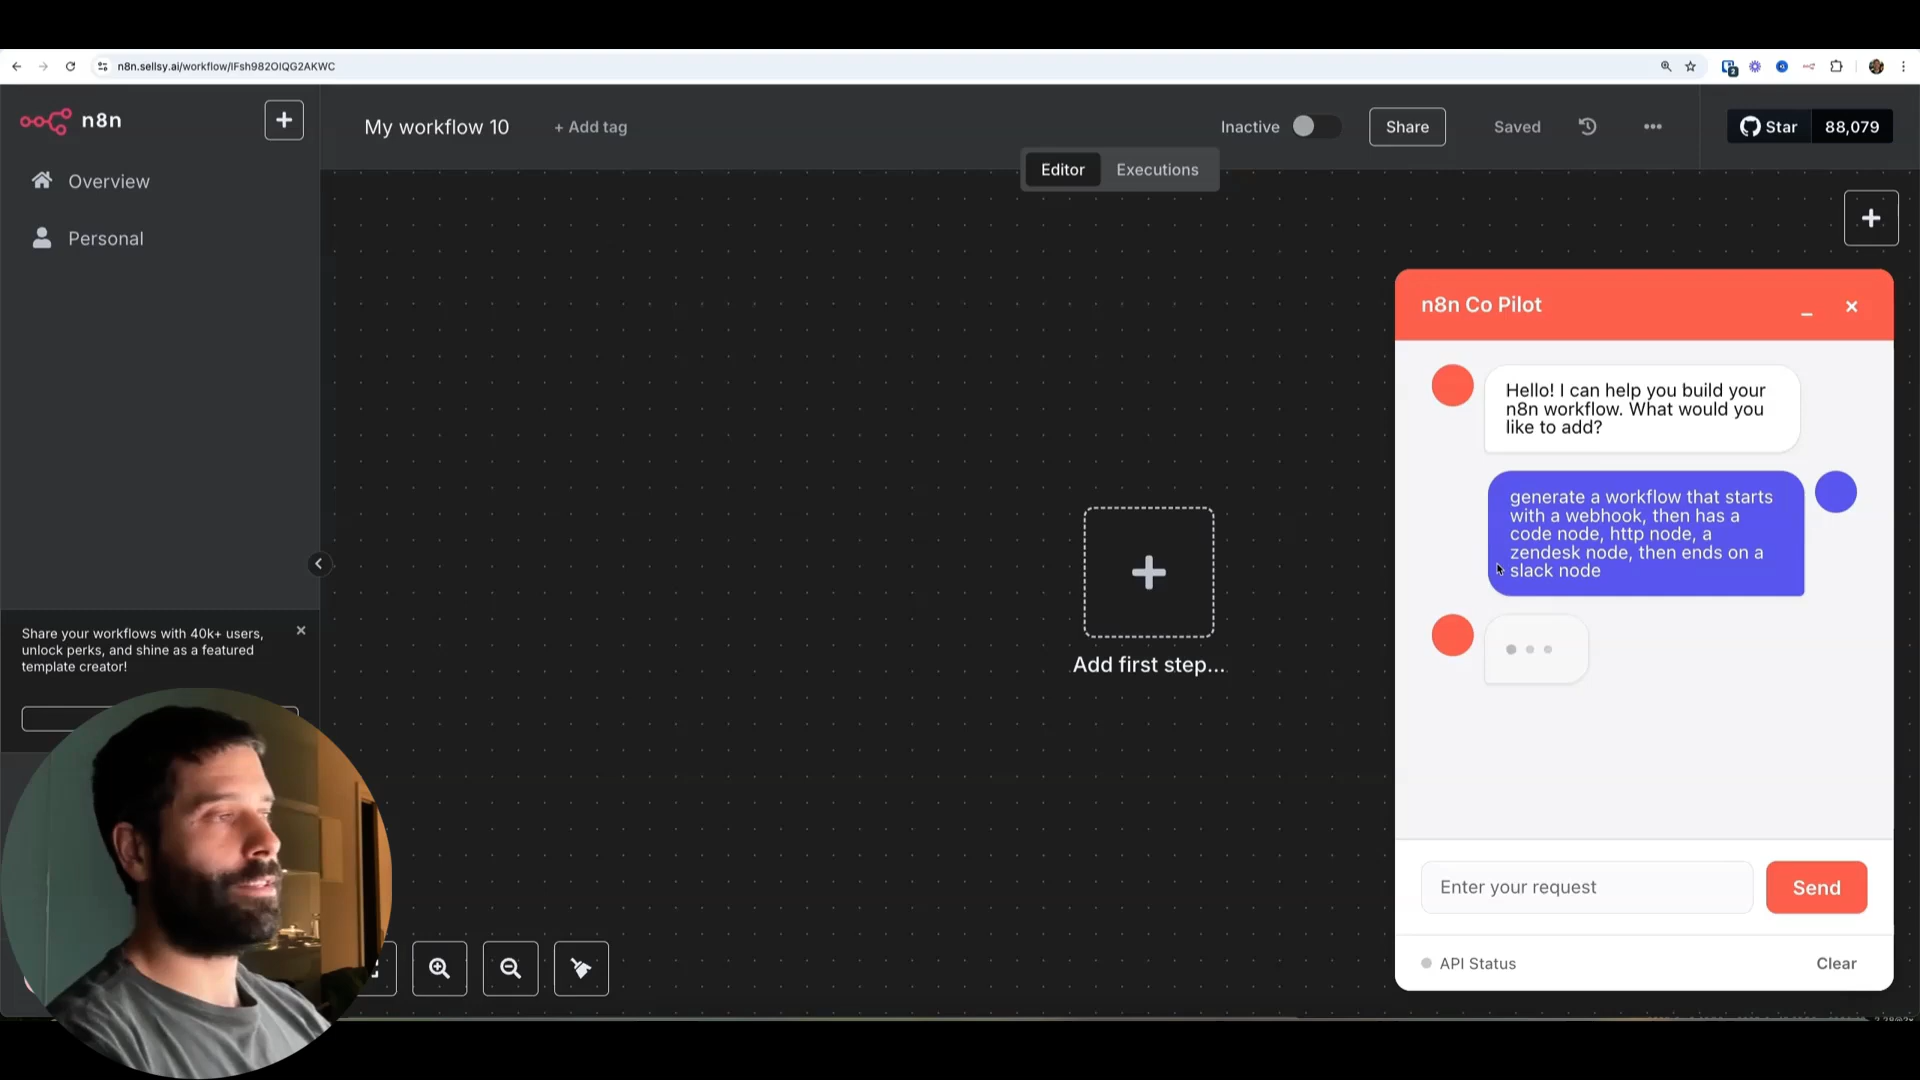 n8n.sellsy.ai/workflow/IFsh982OIQG2AKWC
2
n8n
My workflow 10
+ Add tag
Inactive
Share
Saved
Star
88,079
Editor
Executions
Overview
Personal
n8n Co Pilot
Hello! I can help you build your
n8n workflow. What would you
like to add?
generate a workflow that starts
with a webhook, then has a
code node, http node, a
zendesk node, then ends on a
slack node
Add first step...
Share your workflows with 40k+ users,
unlock perks, and shine as a featured
template creator!
Enter your request
Send
API Status
Clear